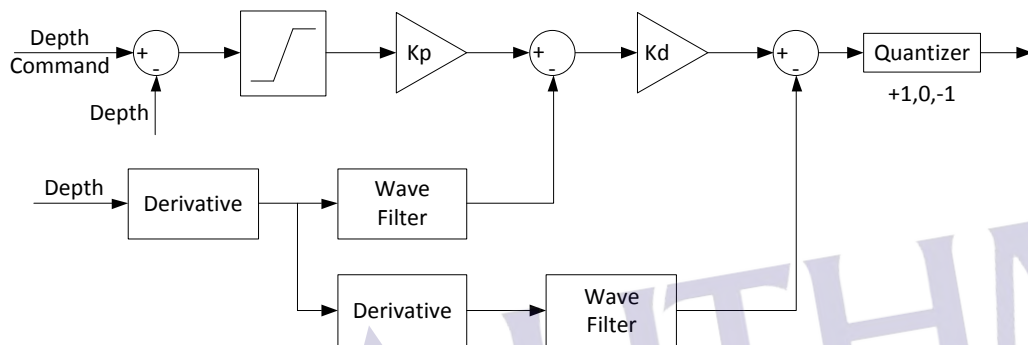 Depth
Command
+
-
Depth
Kp
+
-
Kd
+
-
Quantizer
+1,0,-1
Depth
Derivative
Wave
Filter
Derivative
Wave
Filter